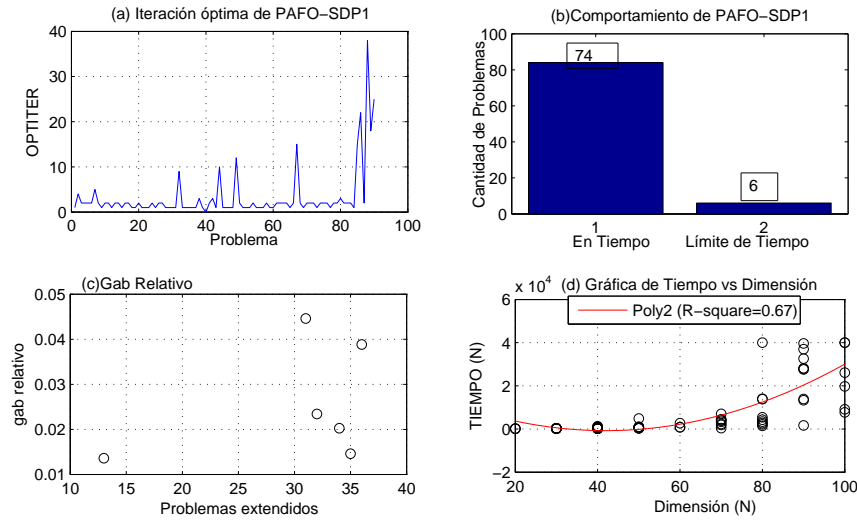 (a) Iteración óptima de PAFO−SDP1
40
30
20
10
0
0 20 40 60 80 100
OPTITER
Problema
(b)Comportamiento de PAFO−SDP1
100
80
60
40
20
0
74
6
1 2
En Tiempo Límite de Tiempo
Cantidad de Problemas
(c)Gab Relativo
0.05
0.04
0.03
0.02
0.01
10 15 20 25 30 35 40
gab relativo
Problemas extendidos
(d) Gráfica de Tiempo vs Dimensión
x 10^4
Poly2 (R−square=0.67)
6
4
2
0
−2
20 40 60 80 100
TIEMPO (N)
Dimensión (N)